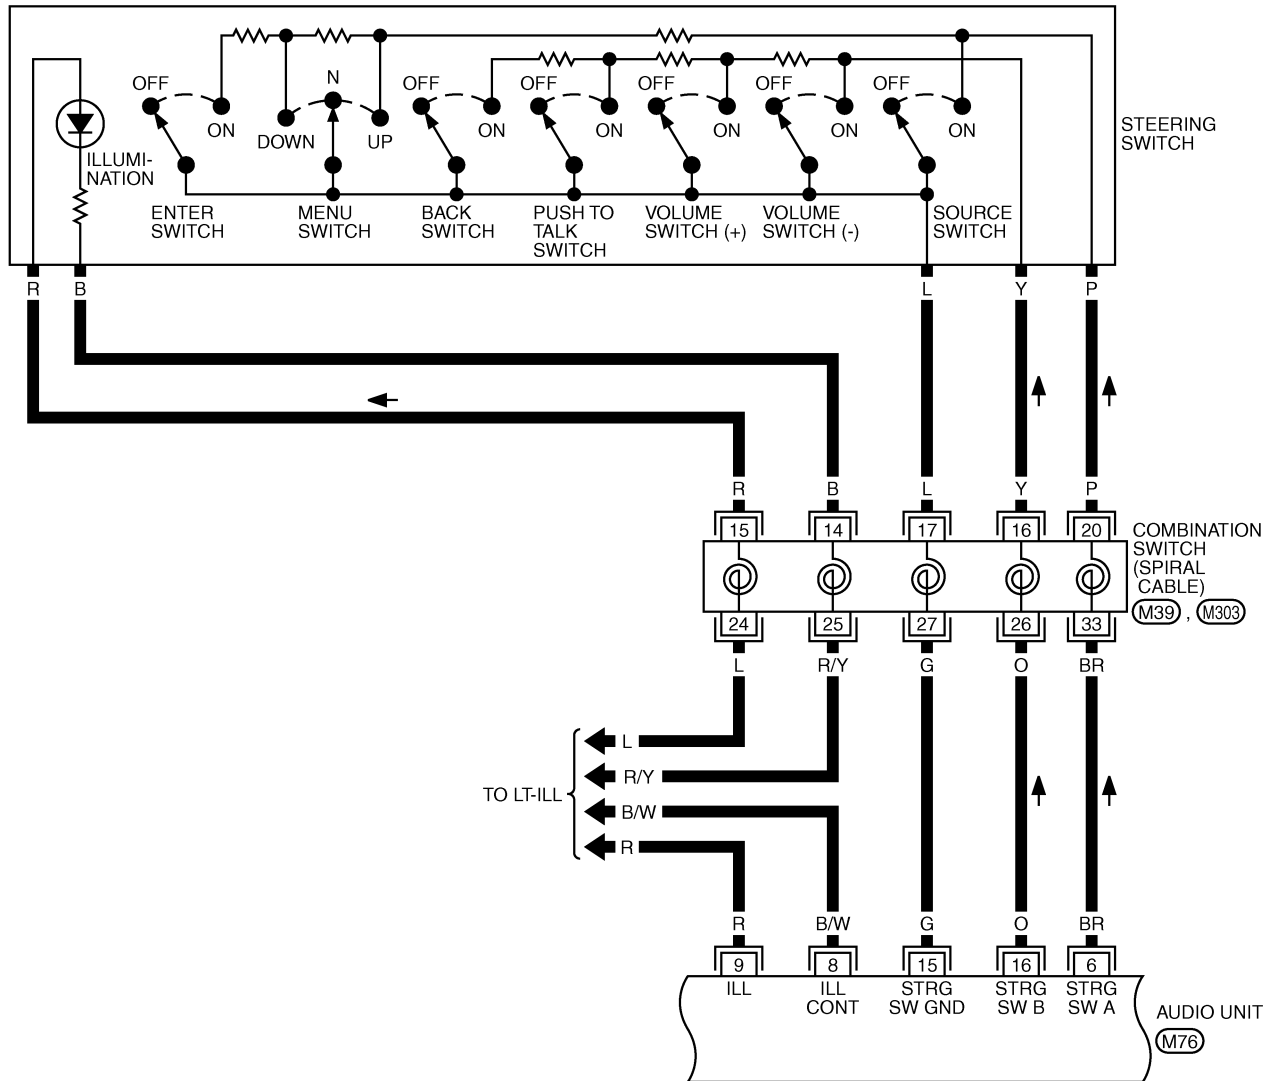 OFF
N
OFF
OFF
OFF
OFF
OFF
ON
DOWN
UP
ON
ON
ON
ON
ON
STEERING
SWITCH
ILLUMI-
NATION
ENTER
SWITCH
MENU
SWITCH
BACK
SWITCH
PUSH TO
TALK
SWITCH
VOLUME
SWITCH (+)
VOLUME
SWITCH (-)
SOURCE
SWITCH
R
B
L
Y
P
R
B
L
Y
P
15
14
17
16
20
COMBINATION
SWITCH
(SPIRAL
CABLE)
M39 , M303
24
25
27
26
33
L
R/Y
G
O
BR
TO LT-ILL
L
R/Y
B/W
R
R
B/W
G
O
BR
9
8
15
16
6
ILL
ILL
CONT
STRG
SW GND
STRG
SW B
STRG
SW A
AUDIO UNIT
M76